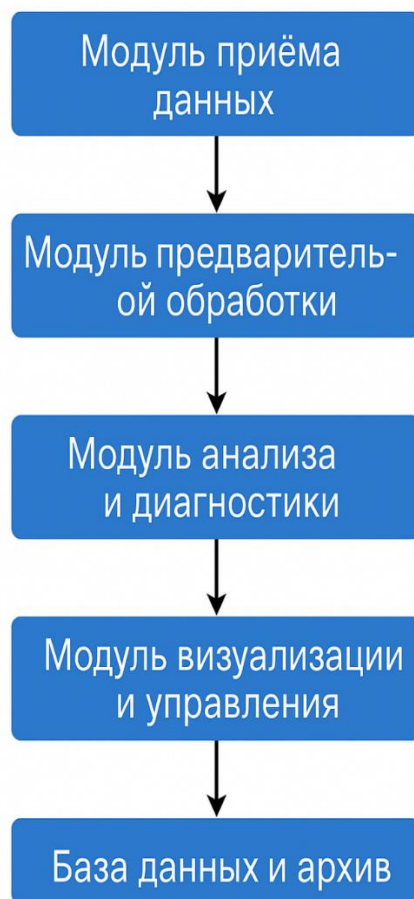 Модуль приёма
данных
Модуль предваритель-
ой обработки
Модуль анализа
и диагностики
Модуль визуализации
и управления
База данных и архив